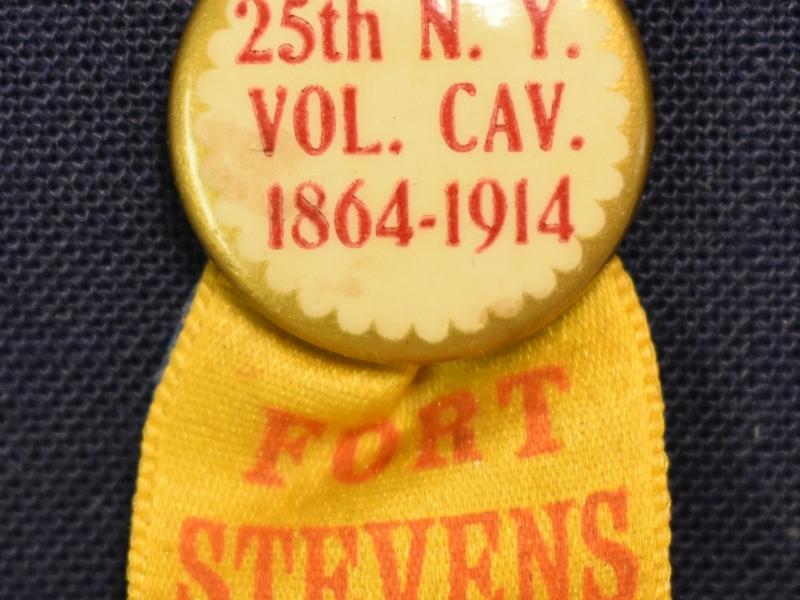 25th N. Y.
VOL. CAV.
1864-1914
FORT
STEVENS